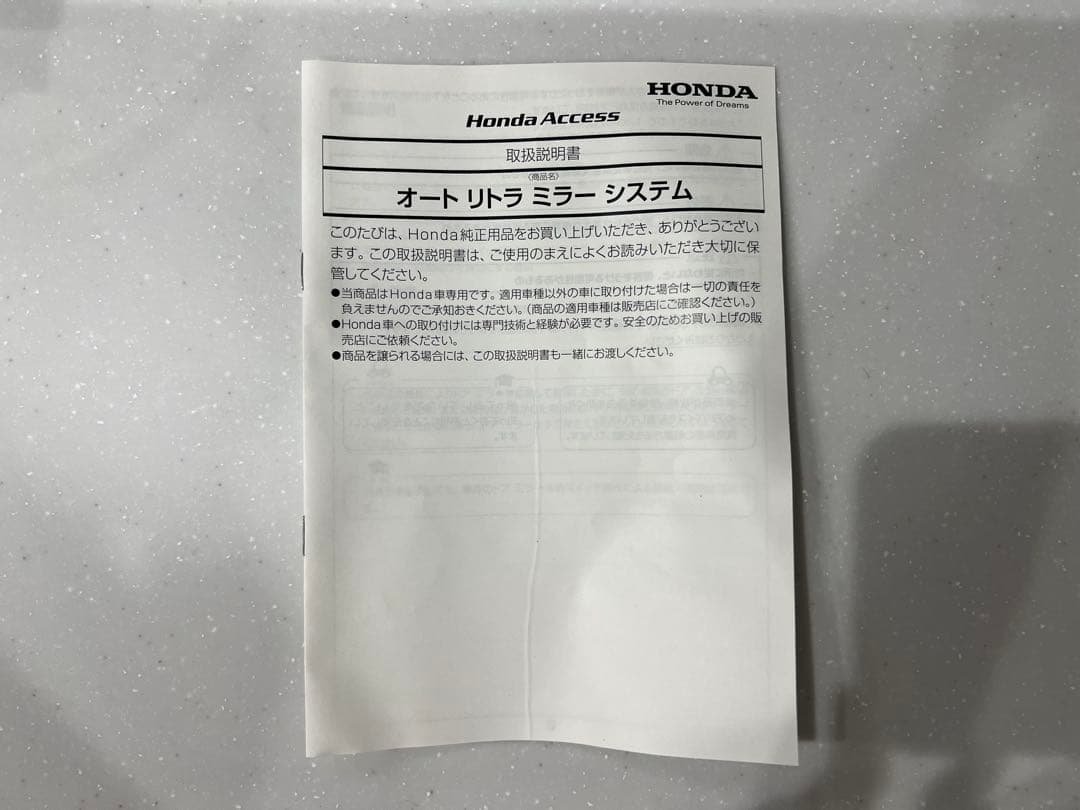 HONDA
The Power of Dreams
Honda Access
取扱説明書
〈商品名〉
オート リトラ ミラー システム
このたびは、Honda純正用品をお買い上げいただき、ありがとうござい
ます。この取扱説明書は、ご使用のまえによくお読みいただき大切に保
管してください。
●当商品はHonda車専用です。適用車種以外の車に取り付けた場合は一切の責任を
負えませんのでご承知おきください。（商品の適用車種は販売店にご確認ください。）
●Honda車への取り付けには専門技術と経験が必要です。安全のためお買い上げの販
売店にご依頼ください。
●商品を譲られる場合には、この取扱説明書も一緒にお渡しください。